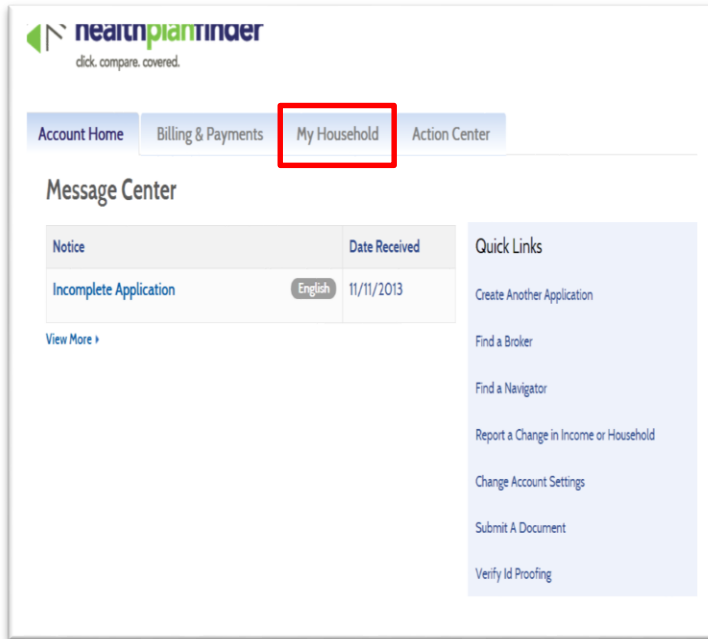 healthplanfinder
click. compare. covered.
Account Home Billing & Payments My Household Action Center
Message Center
Notice Date Received
Incomplete Application English 11/11/2013
View More
Quick Links
Create Another Application
Find a Broker
Find a Navigator
Report a Change in Income or Household
Change Account Settings
Submit A Document
Verify Id Proofing